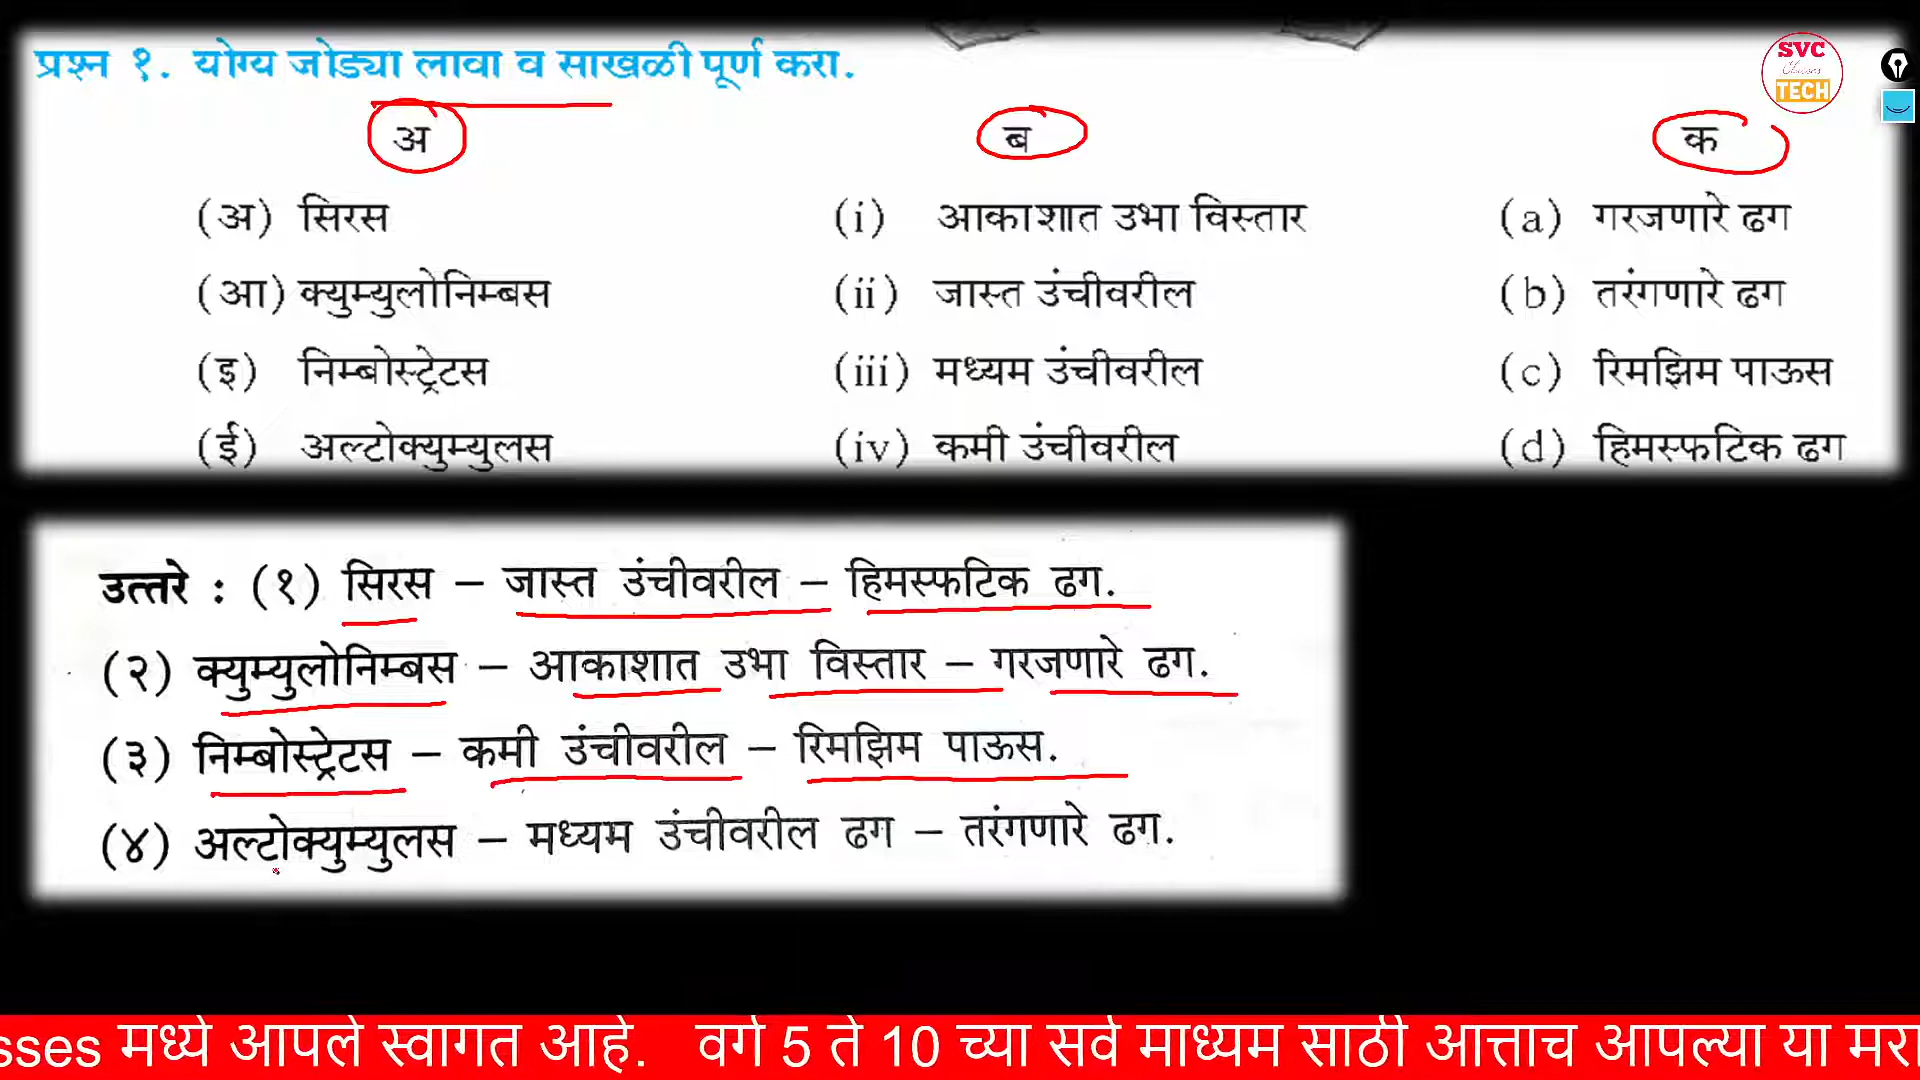 प्रश्न १. योग्य जोड्या लावा व साखळी पूर्ण करा.
SVC
Classes
TECH
अ ब क
(अ) सिरस (i) आकाशात उभा विस्तार (a) गरजणारे ढग
(आ) क्युम्युलोनिम्बस (ii) जास्त उंचीवरील (b) तरंगणारे ढग
(इ) निम्बोस्ट्रेटस (iii) मध्यम उंचीवरील (c) रिमझिम पाऊस
(ई) अल्टोक्युम्युलस (iv) कमी उंचीवरील (d) हिमस्फटिक ढग
उत्तरे : (१) सिरस – जास्त उंचीवरील – हिमस्फटिक ढग.
(२) क्युम्युलोनिम्बस – आकाशात उभा विस्तार – गरजणारे ढग.
(३) निम्बोस्ट्रेटस – कमी उंचीवरील – रिमझिम पाऊस.
(४) अल्टोक्युम्युलस – मध्यम उंचीवरील ढग – तरंगणारे ढग.
sses मध्ये आपले स्वागत आहे. वर्ग 5 ते 10 च्या सर्व माध्यम साठी आत्ताच आपल्या या मरा